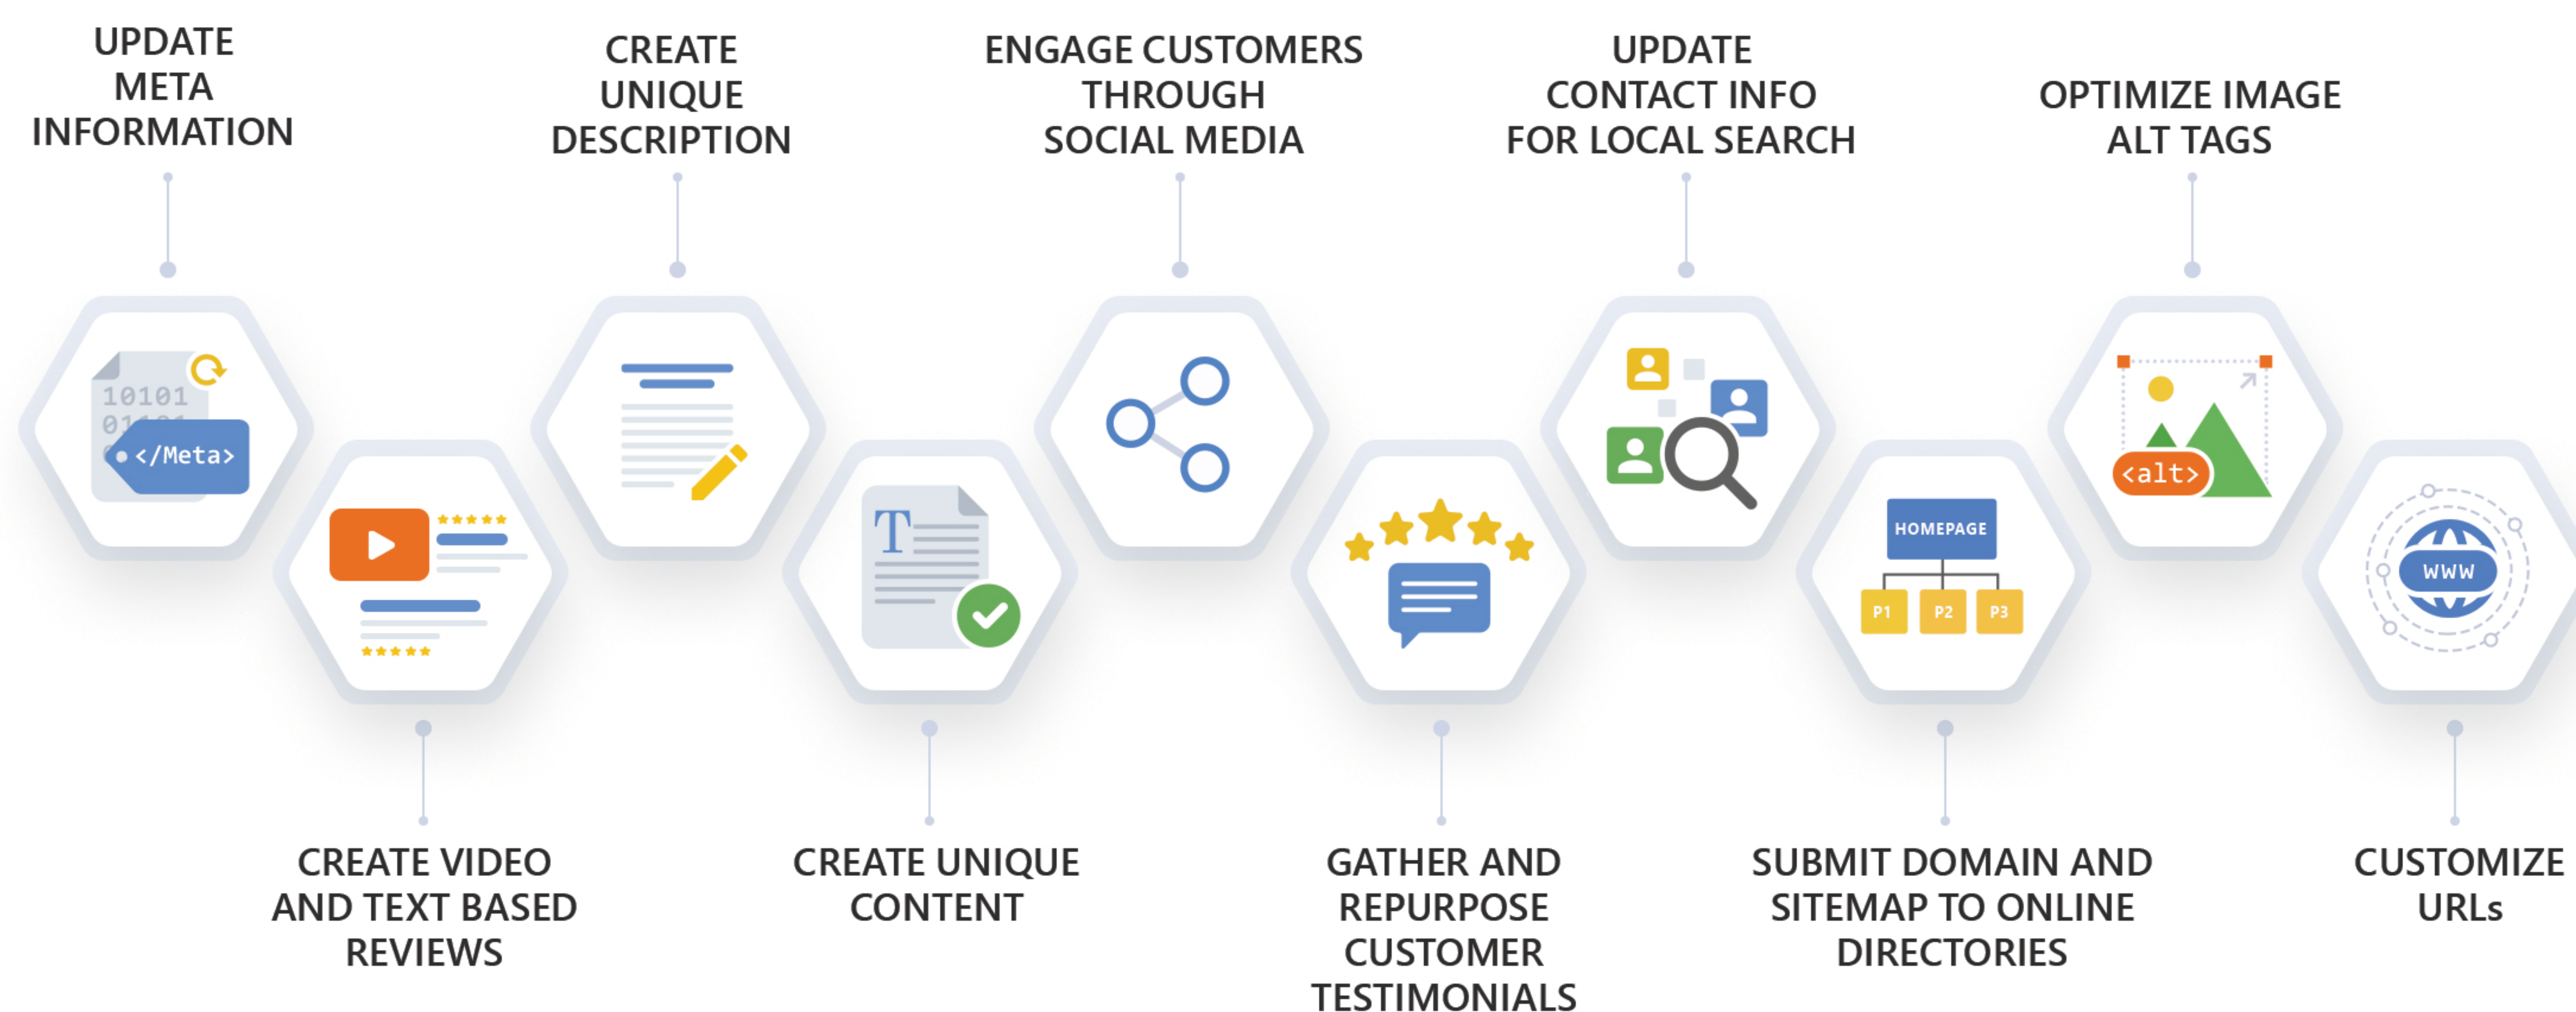 UPDATE
META
INFORMATION
CREATE
UNIQUE
DESCRIPTION
ENGAGE CUSTOMERS
THROUGH
SOCIAL MEDIA
UPDATE
CONTACT INFO
FOR LOCAL SEARCH
OPTIMIZE IMAGE
ALT TAGS
10101
</Meta>
T
HOMEPAGE
P1
P2
P3
<alt>
www
CREATE VIDEO
AND TEXT BASED
REVIEWS
CREATE UNIQUE
CONTENT
GATHER AND
REPURPOSE
CUSTOMER
TESTIMONIALS
SUBMIT DOMAIN AND
SITEMAP TO ONLINE
DIRECTORIES
CUSTOMIZE
URLs